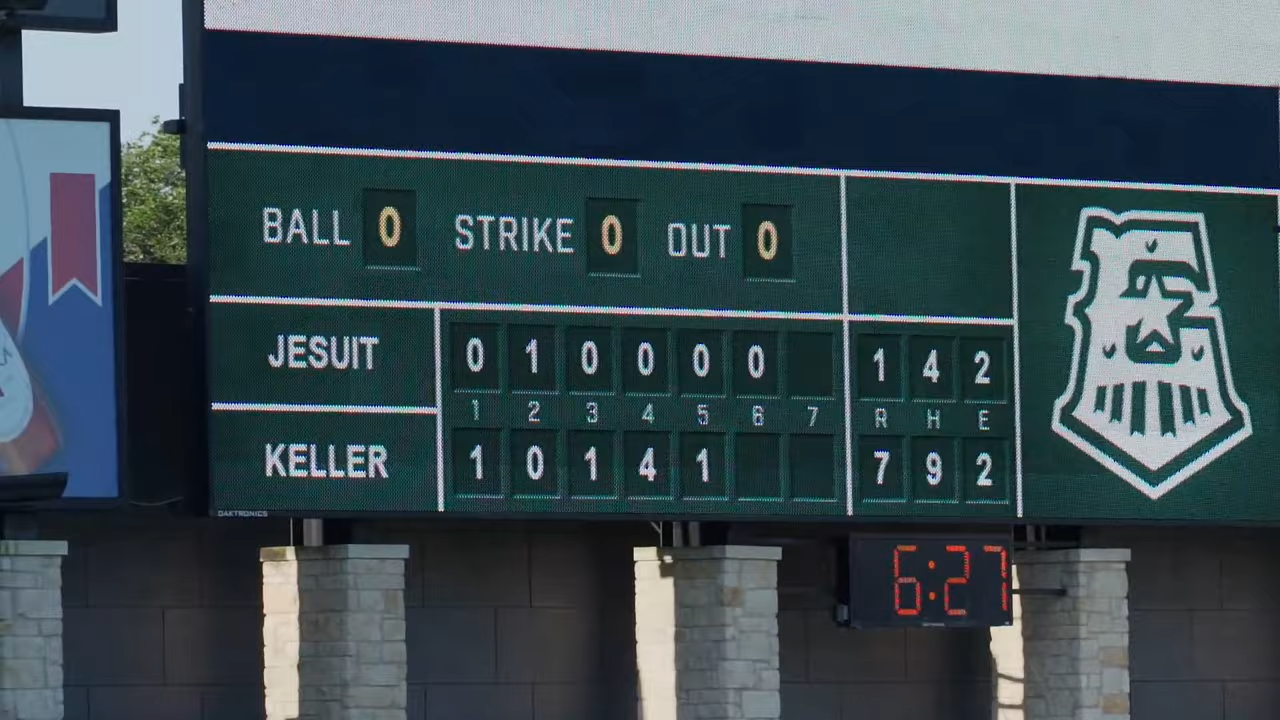 BALL 0 STRIKE 0 OUT 0
JESUIT 0 1 0 0 0 0 1 4 2
1 2 3 4 5 6 7 R H E
KELLER 1 0 1 4 1 7 9 2
DAKTRONICS
6:27